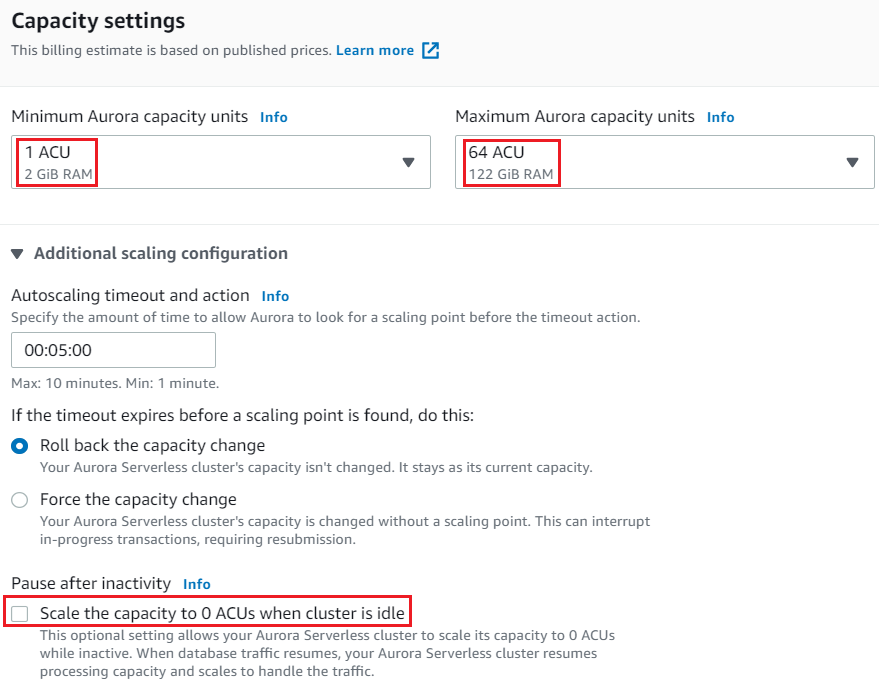 Capacity settings
This billing estimate is based on published prices. Learn more
Minimum Aurora capacity units Info
Maximum Aurora capacity units Info
1 ACU
2 GiB RAM
64 ACU
122 GiB RAM
Additional scaling configuration
Autoscaling timeout and action Info
Specify the amount of time to allow Aurora to look for a scaling point before the timeout action.
00:05:00
Max: 10 minutes. Min: 1 minute.
If the timeout expires before a scaling point is found, do this:
Roll back the capacity change
Your Aurora Serverless cluster's capacity isn't changed. It stays as its current capacity.
Force the capacity change
Your Aurora Serverless cluster's capacity is changed without a scaling point. This can interrupt
in-progress transactions, requiring resubmission.
Pause after inactivity Info
Scale the capacity to 0 ACUs when cluster is idle
This optional setting allows your Aurora Serverless cluster to scale its capacity to 0 ACUs
while inactive. When database traffic resumes, your Aurora Serverless cluster resumes
processing capacity and scales to handle the traffic.